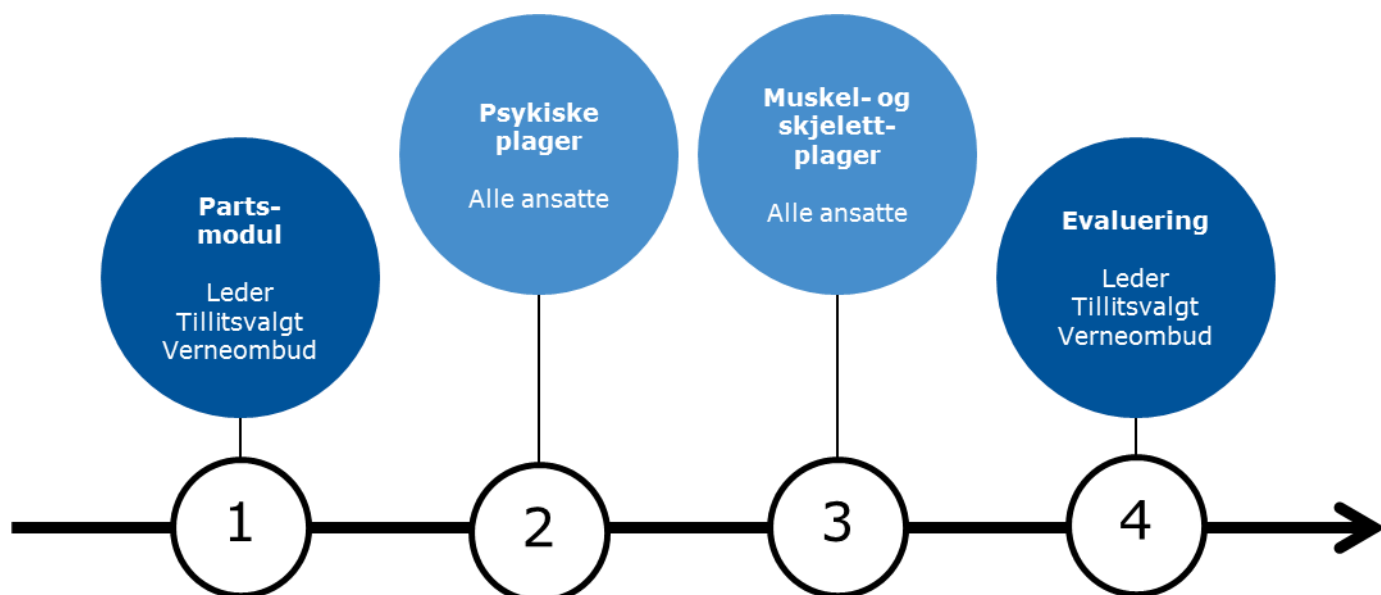 Parts-
modul
Leder
Tillitsvalgt
Verneombud
Psykiske
plager
Alle ansatte
Muskel- og
skjelett-
plager
Alle ansatte
Evaluering
Leder
Tillitsvalgt
Verneombud
1
2
3
4